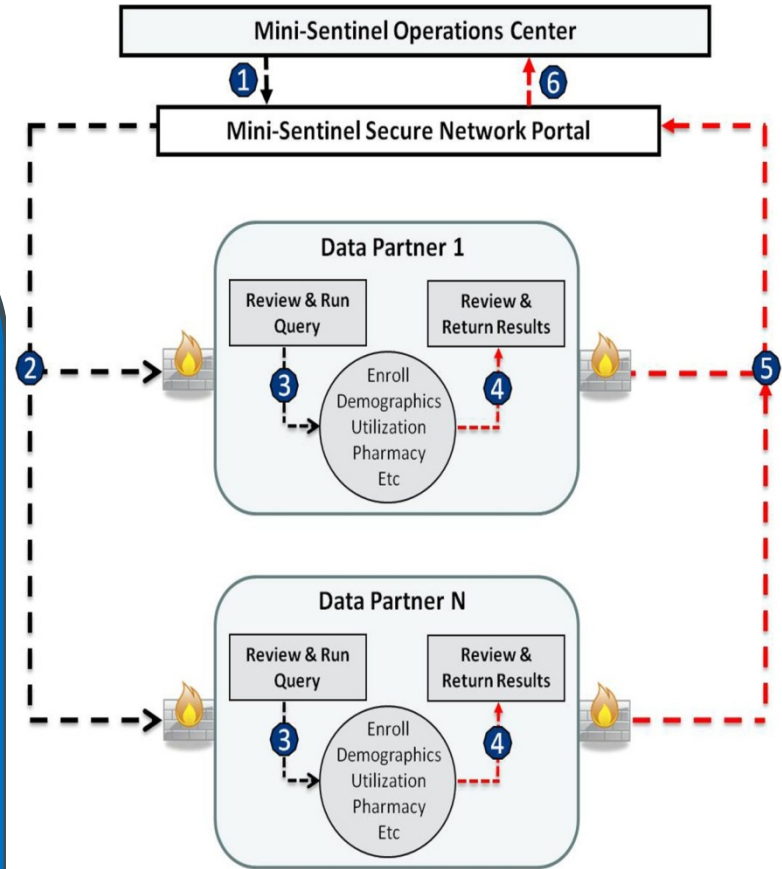 Mini-Sentinel Operations Center
1
6
Mini-Sentinel Secure Network Portal
Data Partner 1
Review & Run
Query
Review &
Return Results
2
3
Enroll
Demographics
Utilization
Pharmacy
Etc
4
5
Data Partner N
Review & Run
Query
Review &
Return Results
3
Enroll
Demographics
Utilization
Pharmacy
Etc
4